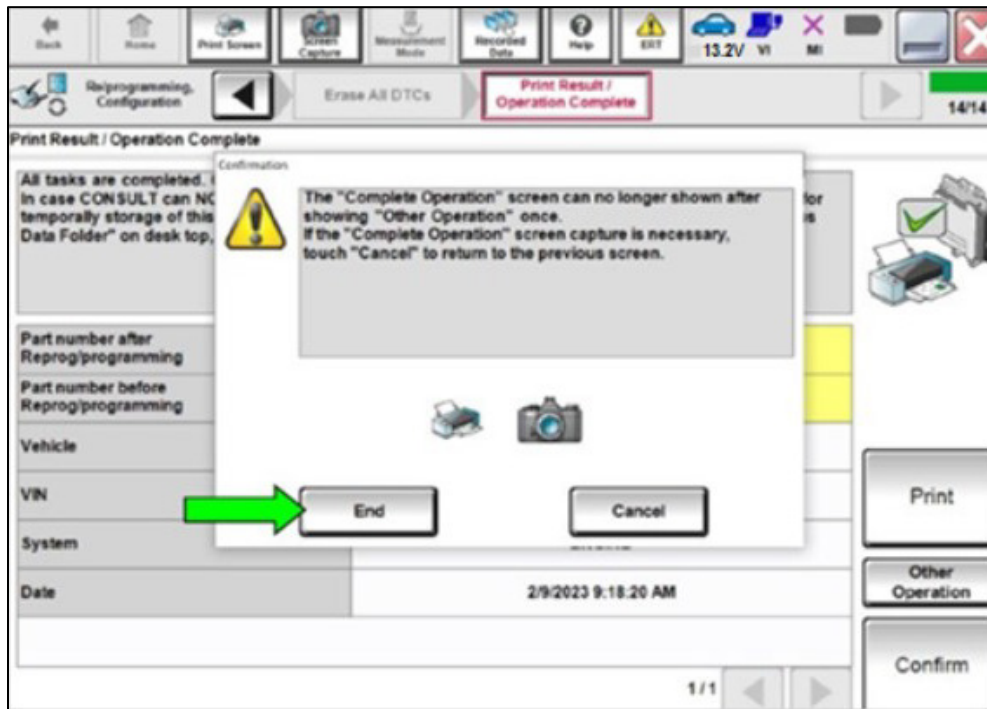 Back
Home
Print Screen
Screen Capture
Measurement Mode
Recorded Data
Help
ERT
13.2V
VI
MI
Re/programming, Configuration
Erase All DTCs
Print Result / Operation Complete
14/14
Print Result / Operation Complete
All tasks are completed.
In case CONSULT can NO
temporally storage of this
Data Folder" on desk top,
for
Confirmation
The "Complete Operation" screen can no longer shown after
showing "Other Operation" once.
If the "Complete Operation" screen capture is necessary,
touch "Cancel" to return to the previous screen.
End
Cancel
Part number after
Reprog/programming
Part number before
Reprog/programming
Vehicle
VIN
System
Date
2/9/2023 9:18:20 AM
Print
Other
Operation
Confirm
1/1